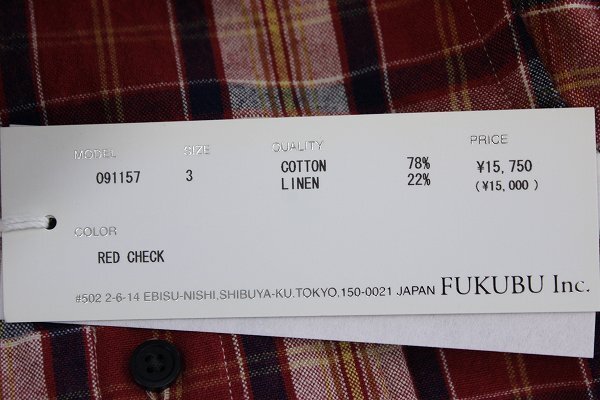 MODEL SIZE QUALITY PRICE
091157 3 COTTON 78% ¥15,750
LINEN 22% (¥15,000 )
COLOR
RED CHECK
#502 2-6-14 EBISU-NISHI,SHIBUYA-KU.TOKYO,150-0021 JAPAN FUKUBU Inc.